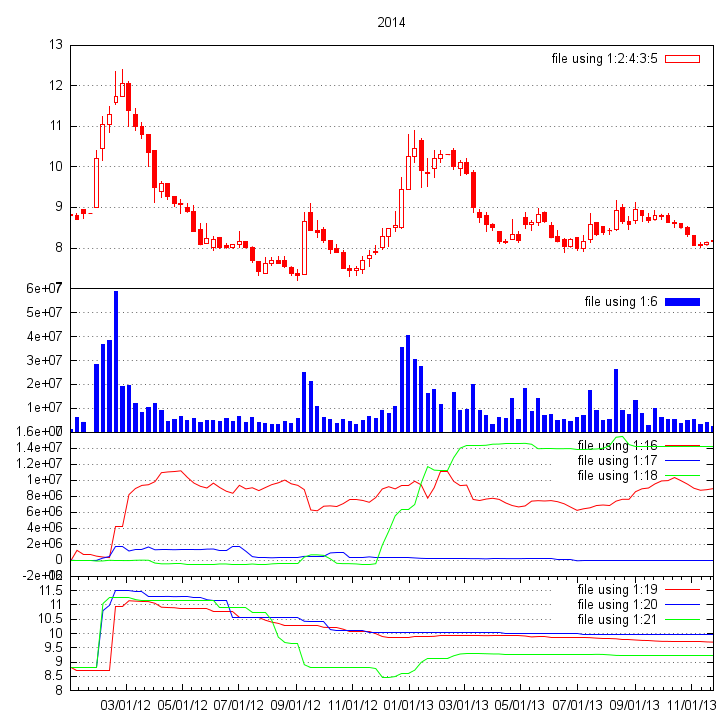 2014
13
file using 1:2:4:3:5
12
11
10
9
8
7
6e+07
file using 1:6
5e+07
4e+07
3e+07
2e+07
1e+07
0
1.6e+07
file using 1:16
1.4e+07
file using 1:17
1.2e+07
file using 1:18
1e+07
8e+06
6e+06
4e+06
2e+06
0
-2e+06
12
file using 1:19
11.5
file using 1:20
11
file using 1:21
10.5
10
9.5
9
8.5
8
03/01/12 05/01/12 07/01/12 09/01/12 11/01/12 01/01/13 03/01/13 05/01/13 07/01/13 09/01/13 11/01/13